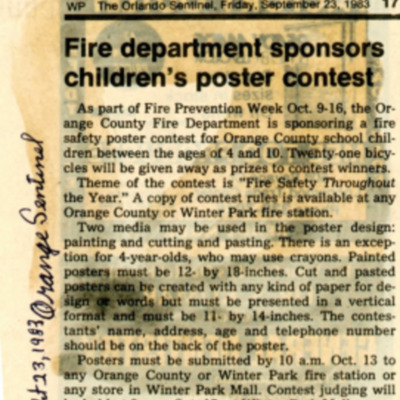 WP The Orlando Sentinel, Friday, September 23, 1983 17
Fire department sponsors
children's poster contest
As part of Fire Prevention Week Oct. 9-16, the Or-
ange County Fire Department is sponsoring a fire
safety poster contest for Orange County school chil-
dren between the ages of 4 and 10. Twenty-one bicy-
cles will be given away as prizes to contest winners.
Theme of the contest is "Fire Safety Throughout
the Year." A copy of contest rules is available at any
Orange County or Winter Park fire station.
Two media may be used in the poster design:
painting and cutting and pasting. There is an excep-
tion for 4-year-olds, who may use crayons. Painted
posters must be 12- by 18-inches. Cut and pasted
posters can be created with any kind of paper for de-
sign or words but must be presented in a vertical
format and must be 11- by 14-inches. The contes-
tants' name, address, age and telephone number
should be on the back of the poster.
Posters must be submitted by 10 a.m. Oct. 13 to
any Orange County or Winter Park fire station or
any store in Winter Park Mall. Contest judging will
t 23, 1983 Orange Sentinel